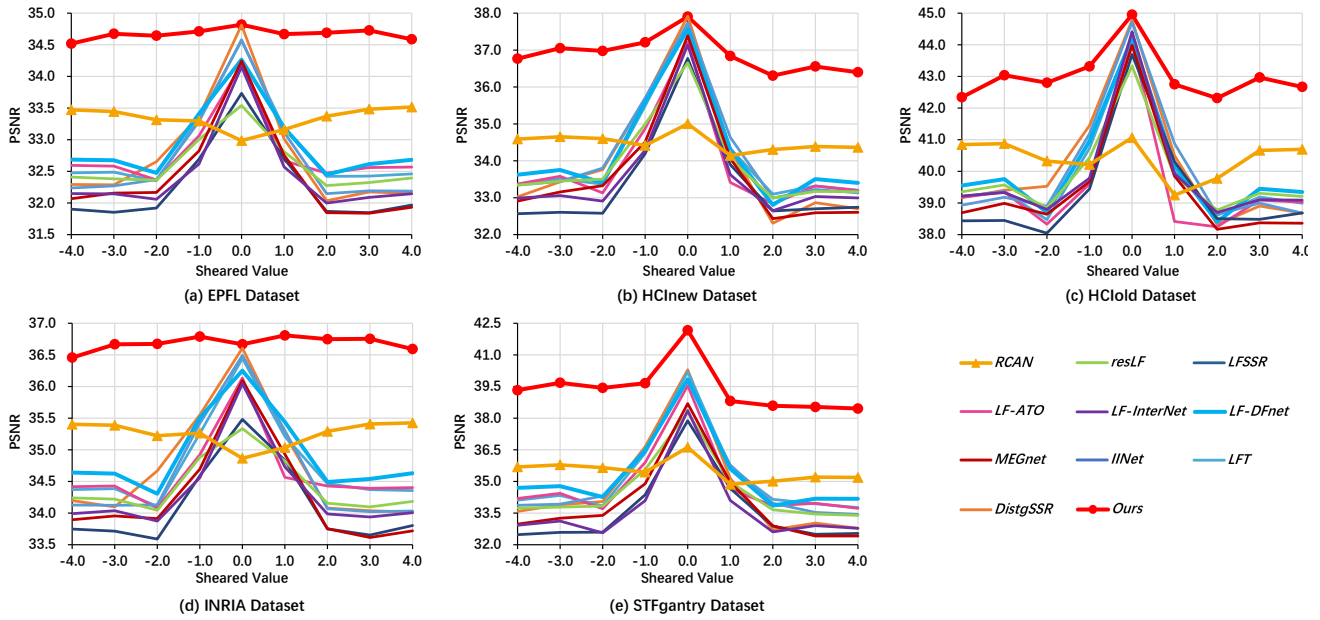 35.0
34.5
34.0
33.5
33.0
32.5
32.0
31.5
PSNR
-4.0 -3.0 -2.0 -1.0 0.0 1.0 2.0 3.0 4.0
Sheared Value
(a) EPFL Dataset
38.0
37.0
36.0
35.0
34.0
33.0
32.0
PSNR
-4.0 -3.0 -2.0 -1.0 0.0 1.0 2.0 3.0 4.0
Sheared Value
(b) HCInew Dataset
45.0
44.0
43.0
42.0
41.0
40.0
39.0
38.0
PSNR
-4.0 -3.0 -2.0 -1.0 0.0 1.0 2.0 3.0 4.0
Sheared Value
(c) HCIold Dataset
37.0
36.5
36.0
35.5
35.0
34.5
34.0
33.5
PSNR
-4.0 -3.0 -2.0 -1.0 0.0 1.0 2.0 3.0 4.0
Sheared Value
(d) INRIA Dataset
42.5
41.0
39.5
38.0
36.5
35.0
33.5
32.0
PSNR
-4.0 -3.0 -2.0 -1.0 0.0 1.0 2.0 3.0 4.0
Sheared Value
(e) STFgantry Dataset
RCAN resLF LFSSR
LF-ATO LF-InterNet LF-DFnet
MEGnet IINet LFT
DistgSSR Ours